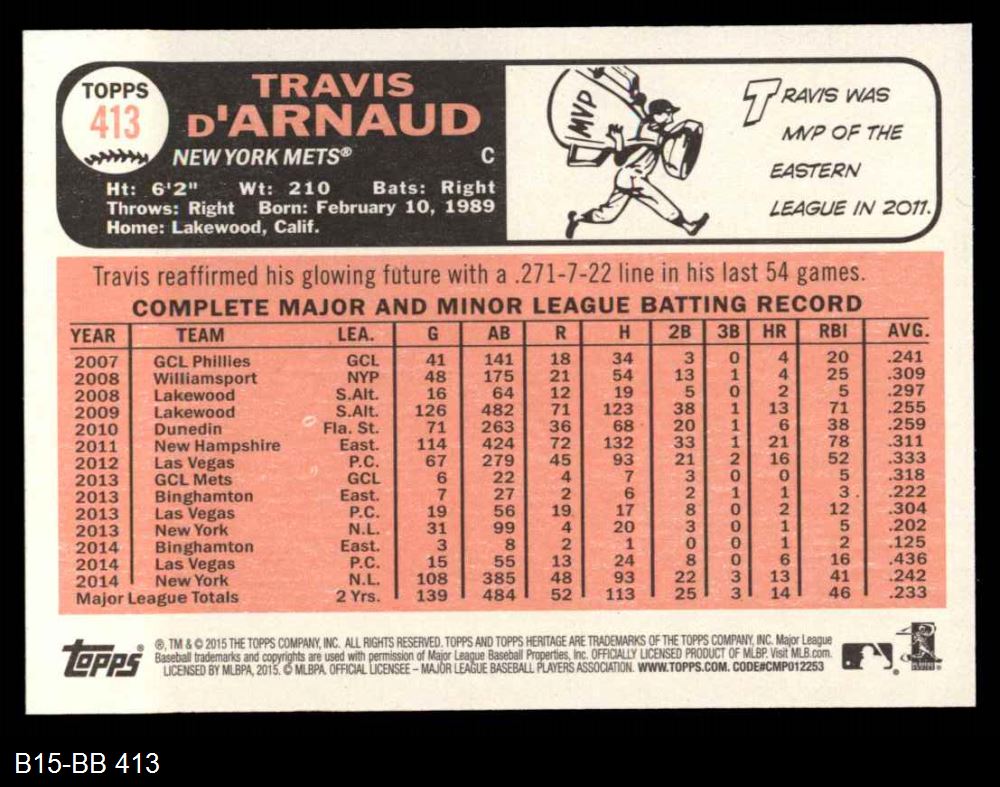 TOPPS
413
TRAVIS
D'ARNAUD
NEW YORK METS® C
Ht: 6'2" Wt: 210 Bats: Right
Throws: Right Born: February 10, 1989
Home: Lakewood, Calif.
MVP
TRAVIS WAS
MVP OF THE
EASTERN
LEAGUE IN 2011.
Travis reaffirmed his glowing future with a .271-7-22 line in his last 54 games.
COMPLETE MAJOR AND MINOR LEAGUE BATTING RECORD
YEAR TEAM LEA. G AB R H 2B 3B HR RBI AVG.
2007 GCL Phillies GCL 41 141 18 34 3 0 4 20 .241
2008 Williamsport NYP 48 175 21 54 13 1 4 25 .309
2008 Lakewood S.Alt. 16 64 12 19 5 0 2 5 .297
2009 Lakewood S.Alt. 126 482 71 123 38 1 13 71 .255
2010 Dunedin Fla. St. 71 263 36 68 20 1 6 38 .259
2011 New Hampshire East. 114 424 72 132 33 1 21 78 .311
2012 Las Vegas P.C. 67 279 45 93 21 2 16 52 .333
2013 GCL Mets GCL 6 22 4 7 3 0 0 5 .318
2013 Binghamton East. 7 27 2 6 2 1 1 3 .222
2013 Las Vegas P.C. 19 56 19 17 8 0 2 12 .304
2013 New York N.L. 31 99 4 20 3 0 1 5 .202
2014 Binghamton East. 3 8 2 1 0 0 1 2 .125
2014 Las Vegas P.C. 15 55 13 24 8 0 6 16 .436
2014 New York N.L. 108 385 48 93 22 3 13 41 .242
Major League Totals 2 Yrs. 139 484 52 113 25 3 14 46 .233
topps®
®, TM & © 2015 THE TOPPS COMPANY, INC. ALL RIGHTS RESERVED. TOPPS AND TOPPS HERITAGE ARE TRADEMARKS OF THE TOPPS COMPANY, INC. Major League
Baseball trademarks and copyrights are used with permission of Major League Baseball Properties, Inc. OFFICIALLY LICENSED PRODUCT OF MLBP. Visit MLB.com.
LICENSED BY MLBPA, 2015. © MLBPA. OFFICIAL LICENSEE – MAJOR LEAGUE BASEBALL PLAYERS ASSOCIATION. WWW.TOPPS.COM. CODE#CMP012253
B15-BB 413